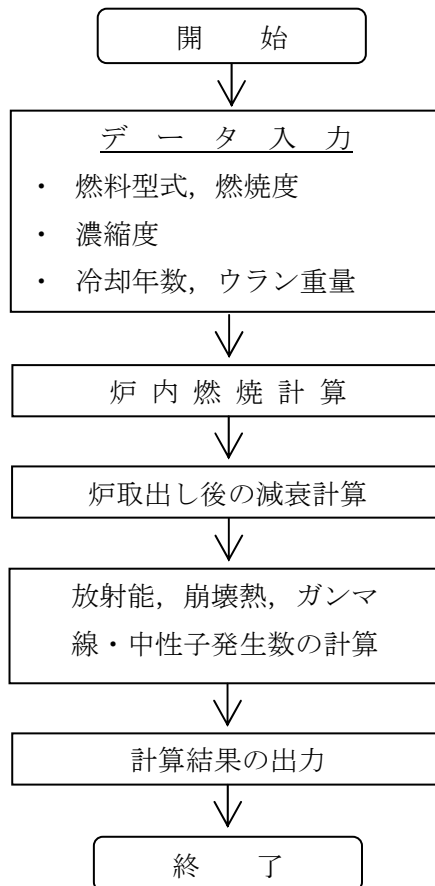 開　始
データ入力
・ 燃料型式，燃焼度
・ 濃縮度
・ 冷却年数，ウラン重量
炉内燃焼計算
炉取出し後の減衰計算
放射能，崩壊熱，ガンマ
線・中性子発生数の計算
計算結果の出力
終　了